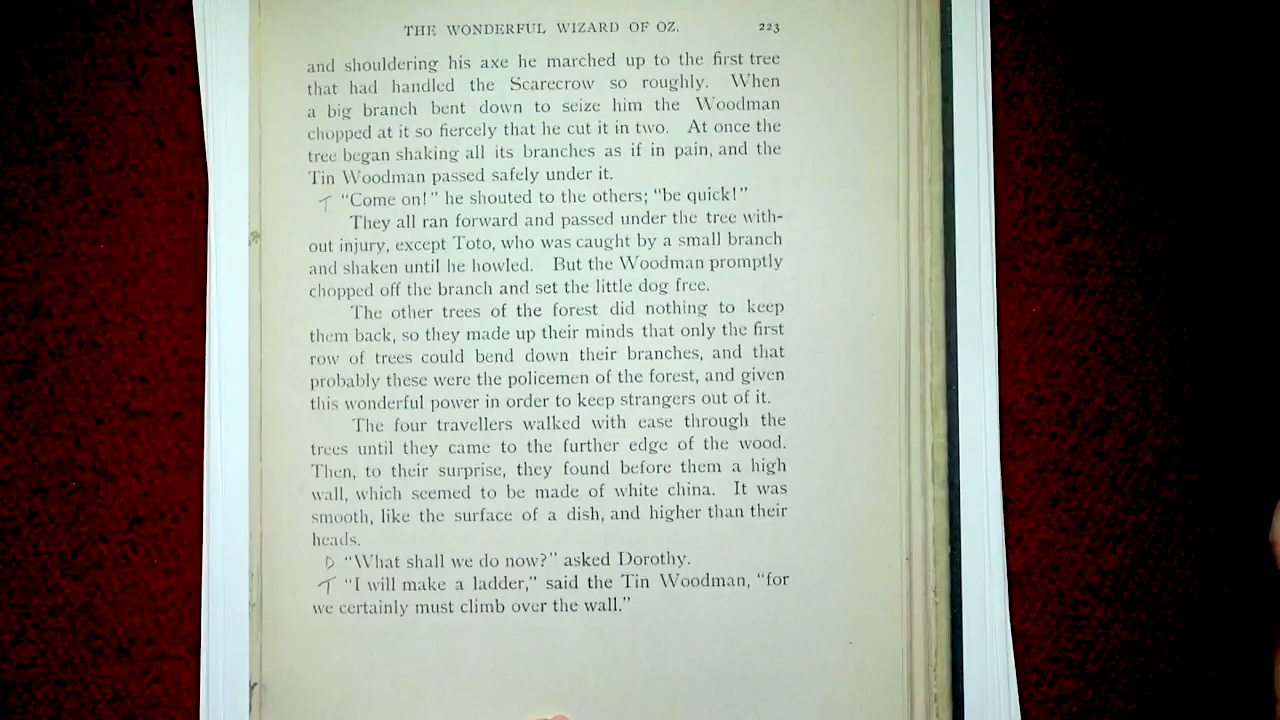 THE WONDERFUL WIZARD OF OZ. 223
and shouldering his axe he marched up to the first tree
that had handled the Scarecrow so roughly. When
a big branch bent down to seize him the Woodman
chopped at it so fiercely that he cut it in two. At once the
tree began shaking all its branches as if in pain, and the
Tin Woodman passed safely under it.
T "Come on!" he shouted to the others; "be quick!"
They all ran forward and passed under the tree with-
out injury, except Toto, who was caught by a small branch
and shaken until he howled. But the Woodman promptly
chopped off the branch and set the little dog free.
The other trees of the forest did nothing to keep
them back, so they made up their minds that only the first
row of trees could bend down their branches, and that
probably these were the policemen of the forest, and given
this wonderful power in order to keep strangers out of it.
The four travellers walked with ease through the
trees until they came to the further edge of the wood.
Then, to their surprise, they found before them a high
wall, which seemed to be made of white china. It was
smooth, like the surface of a dish, and higher than their
heads.
D "What shall we do now?" asked Dorothy.
T "I will make a ladder," said the Tin Woodman, "for
we certainly must climb over the wall."